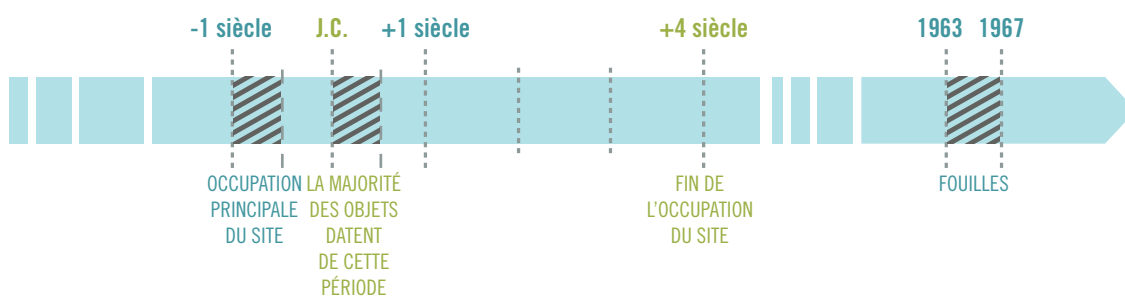 -1 siècle
J.C.
+1 siècle
+4 siècle
1963
1967
OCCUPATION
PRINCIPALE
DU SITE
LA MAJORITÉ
DES OBJETS
DATENT
DE CETTE
PÉRIODE
FIN DE
L'OCCUPATION
DU SITE
FOUILLES